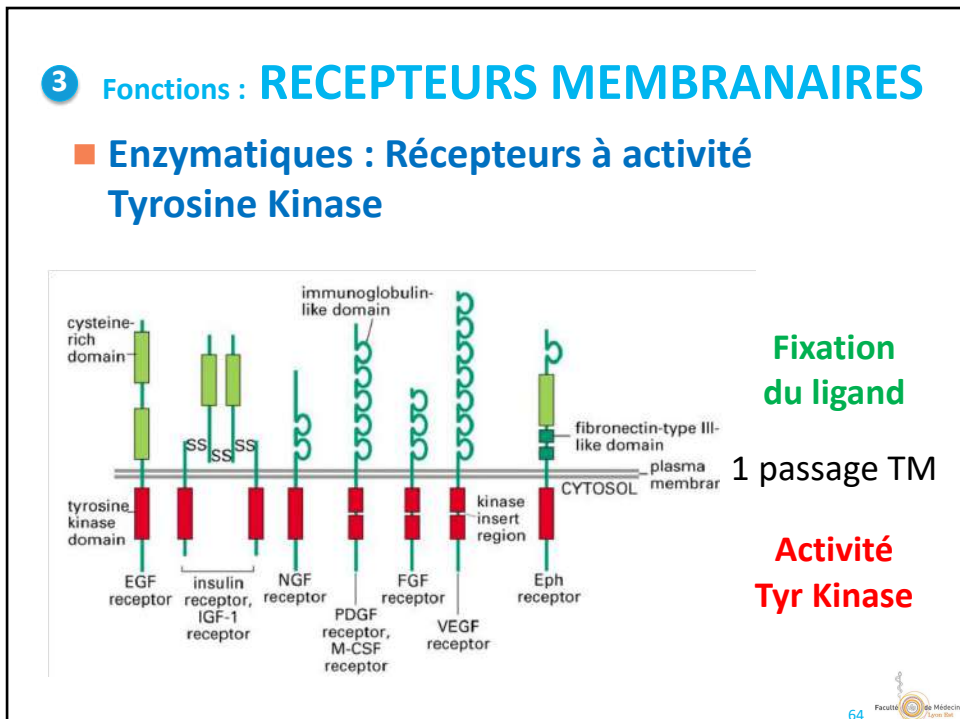 3 Fonctions : RECEPTEURS MEMBRANAIRES
Enzymatiques : Récepteurs à activité
Tyrosine Kinase
immunoglobulin-
like domain
cysteine-
rich
domain
SS
SS
SS
fibronectin-type III-
like domain
plasma
membrar
CYTOSOL
tyrosine
kinase
domain
kinase
insert
region
EGF
receptor
insulin
receptor,
IGF-1
receptor
NGF
receptor
PDGF
receptor,
M-CSF
receptor
FGF
receptor
VEGF
receptor
Eph
receptor
Fixation
du ligand
1 passage TM
Activité
Tyr Kinase
64
Faculté de Médecine
Lyon Est